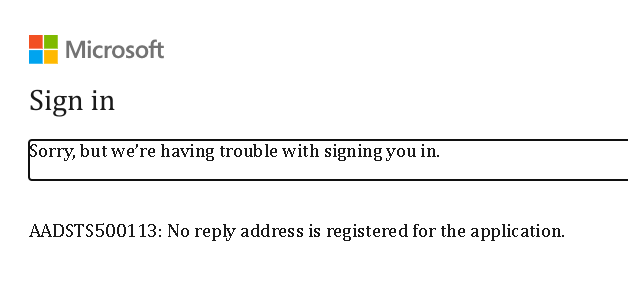 Microsoft
Sign in
Sorry, but we’re having trouble with signing you in.
AADSTS500113: No reply address is registered for the application.